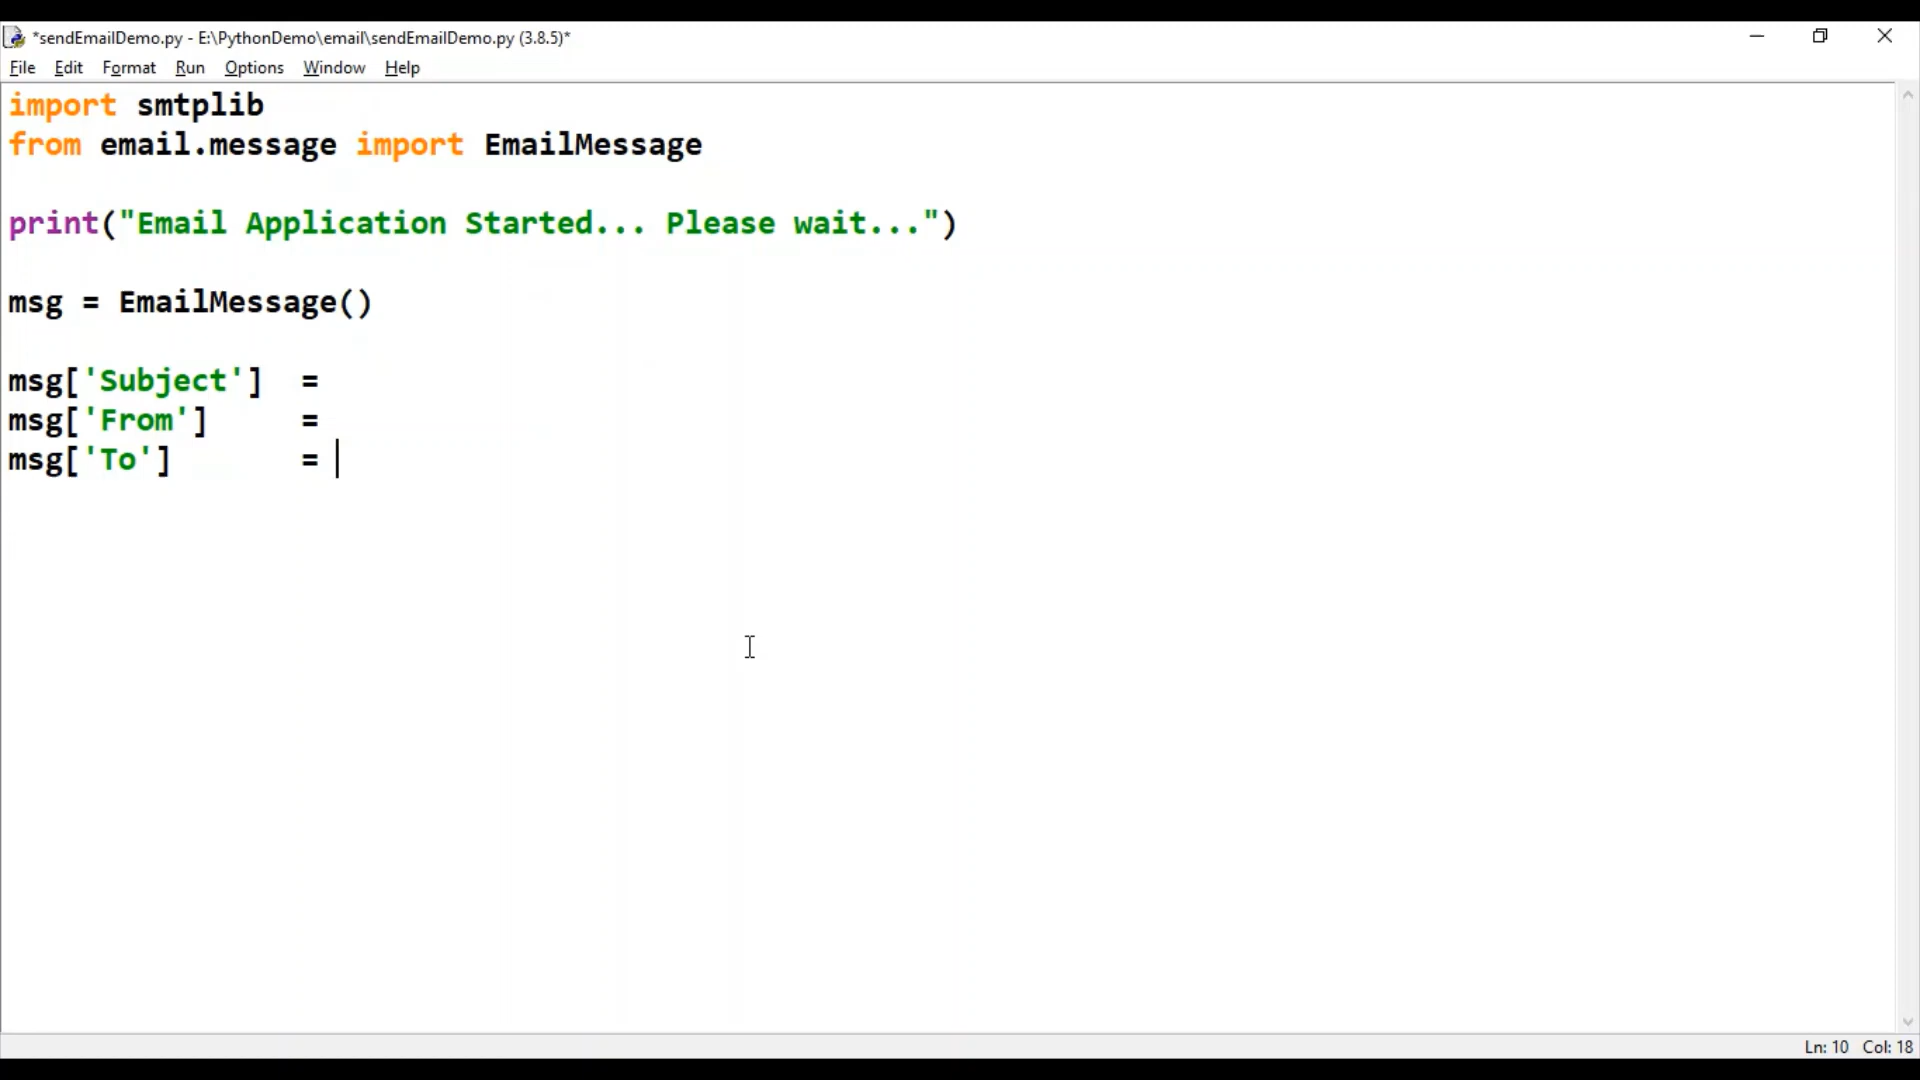 *sendEmailDemo.py - E:\PythonDemo\email\sendEmailDemo.py (3.8.5)*
File Edit Format Run Options Window Help
import smtplib
from email.message import EmailMessage
print("Email Application Started... Please wait...")
msg = EmailMessage()
msg['Subject']  =
msg['From']     =
msg['To']       =
Ln: 10 Col: 18